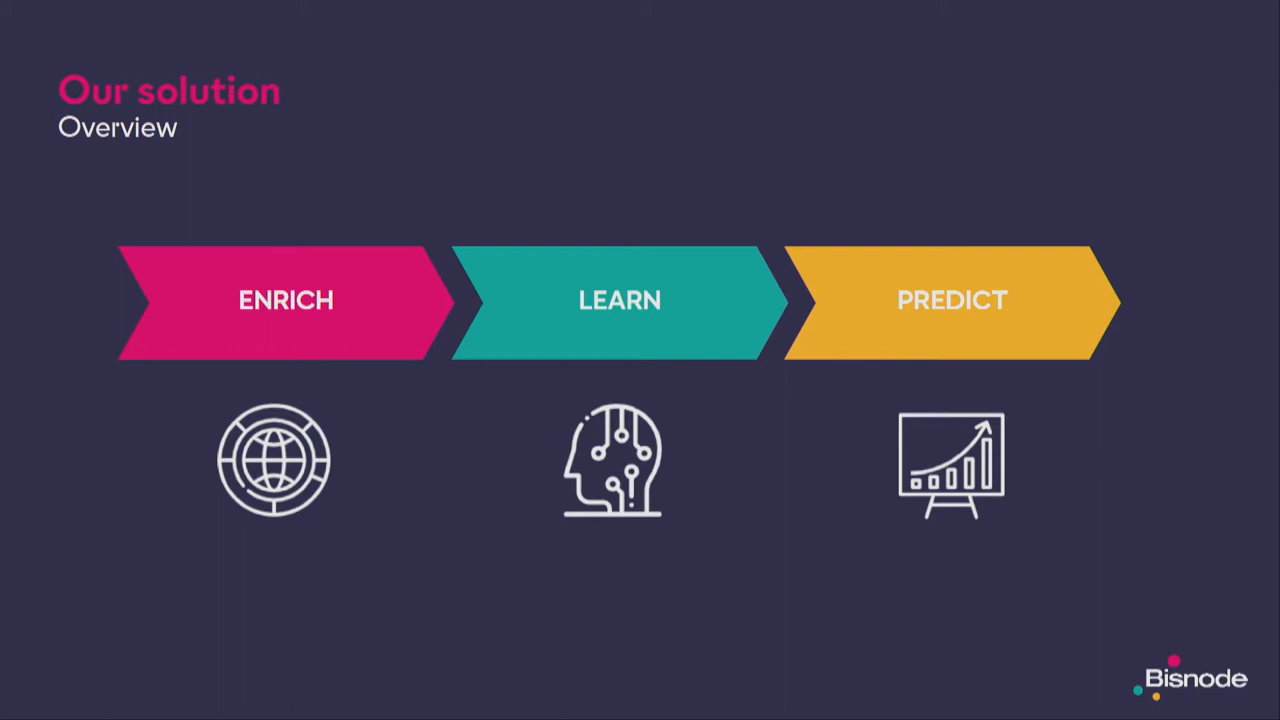 Our solution
Overview
ENRICH
LEARN
PREDICT
Bisnode